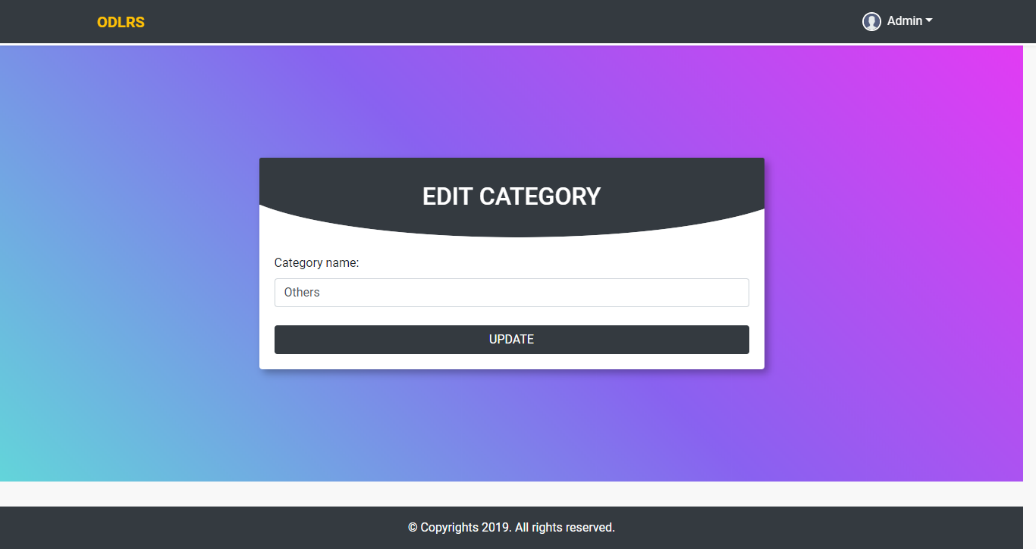 ODLRS
Admin
EDIT CATEGORY
Category name:
Others
UPDATE
© Copyrights 2019. All rights reserved.